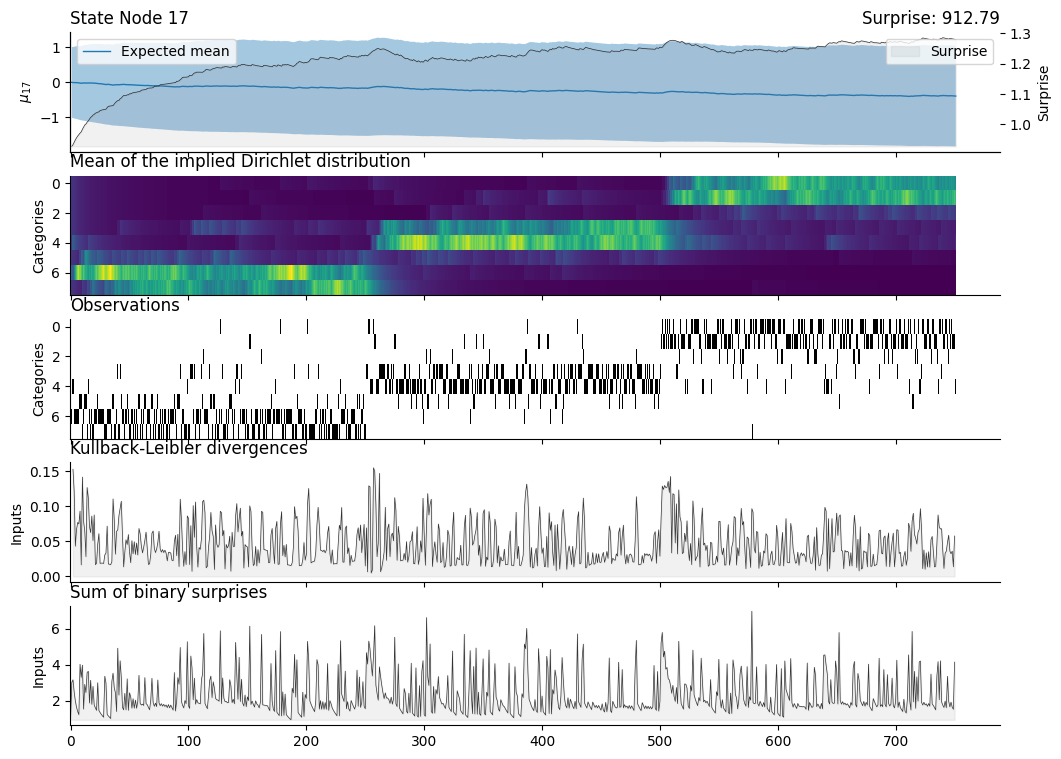 State Node 17
Surprise: 912.79
Expected mean
Surprise
1
0
−1
μ17
1.3
1.2
1.1
1.0
Surprise
Mean of the implied Dirichlet distribution
0
2
4
6
Categories
Observations
0
2
4
6
Categories
Kullback-Leibler divergences
0.15
0.10
0.05
0.00
Inputs
Sum of binary surprises
6
4
2
Inputs
0 100 200 300 400 500 600 700